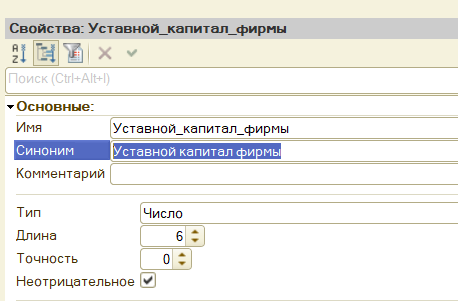 Свойства: Уставной_капитал_фирмы
Поиск (Ctrl+Alt+I)
Основные:
Имя Уставной_капитал_фирмы
Синоним Уставной капитал фирмы
Комментарий
Тип Число
Длина 6
Точность 0
Неотрицательное